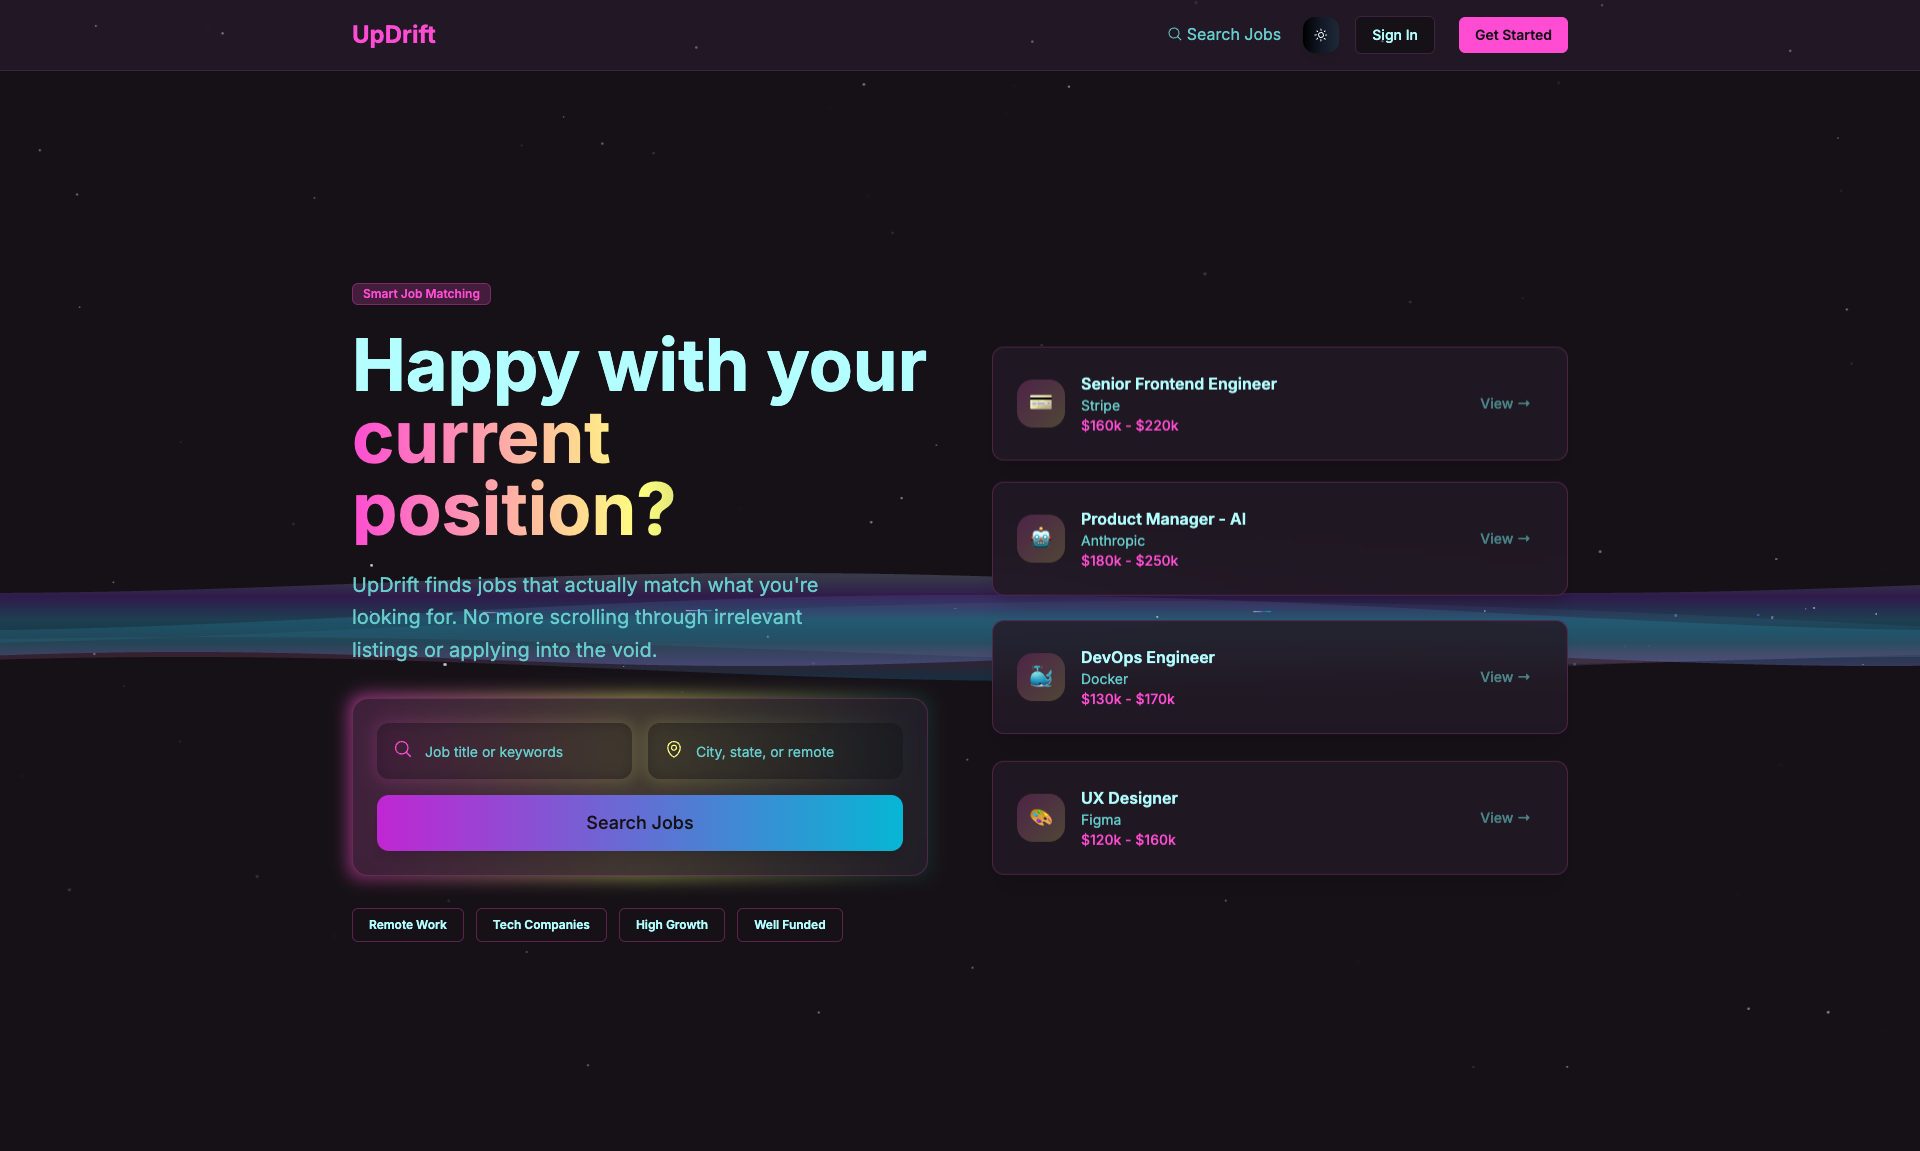 UpDrift
Search Jobs
Sign In
Get Started
Smart Job Matching
Happy with your
current
position?
UpDrift finds jobs that actually match what you're
looking for. No more scrolling through irrelevant
listings or applying into the void.
Job title or keywords
City, state, or remote
Search Jobs
Remote Work
Tech Companies
High Growth
Well Funded
Senior Frontend Engineer
Stripe
$160k - $220k
View →
Product Manager - AI
Anthropic
$180k - $250k
View →
DevOps Engineer
Docker
$130k - $170k
View →
UX Designer
Figma
$120k - $160k
View →